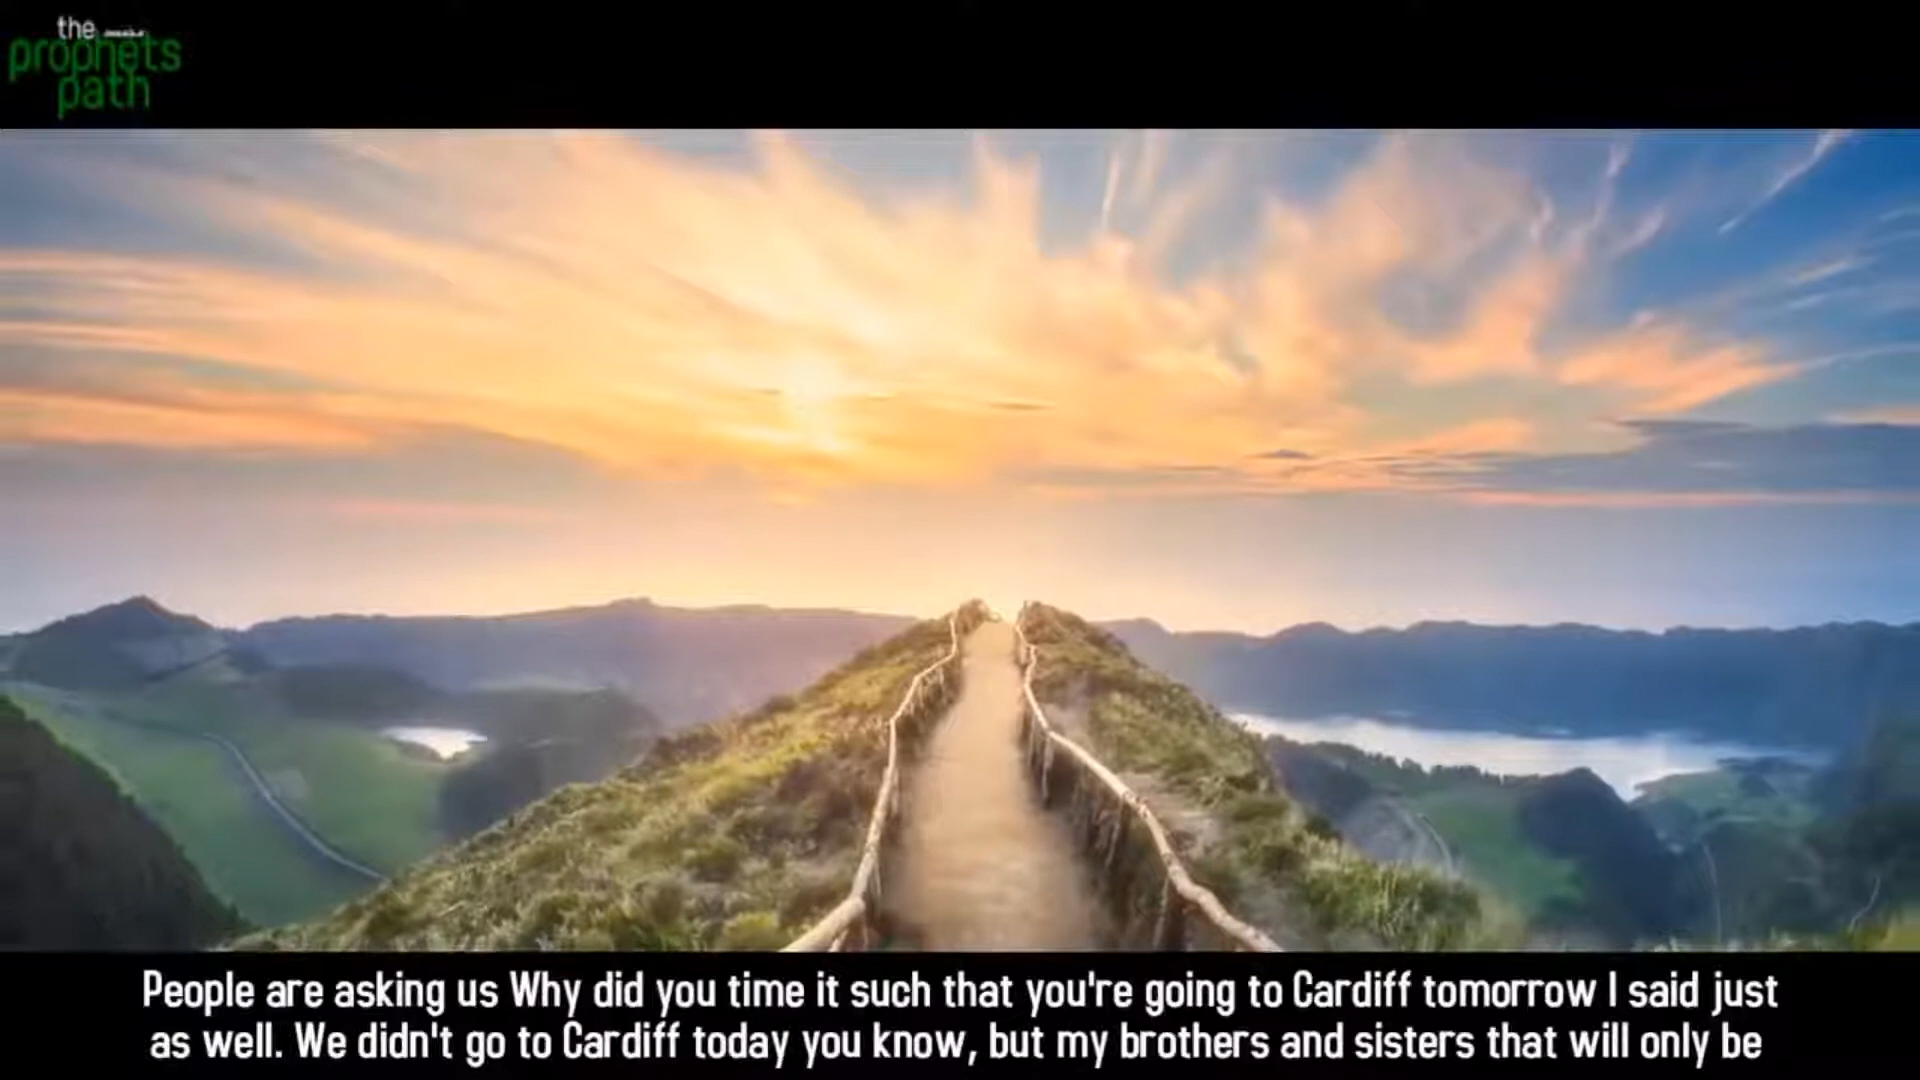 the
prophets
path
People are asking us Why did you time it such that you're going to Cardiff tomorrow I said just
as well. We didn't go to Cardiff today you know, but my brothers and sisters that will only be